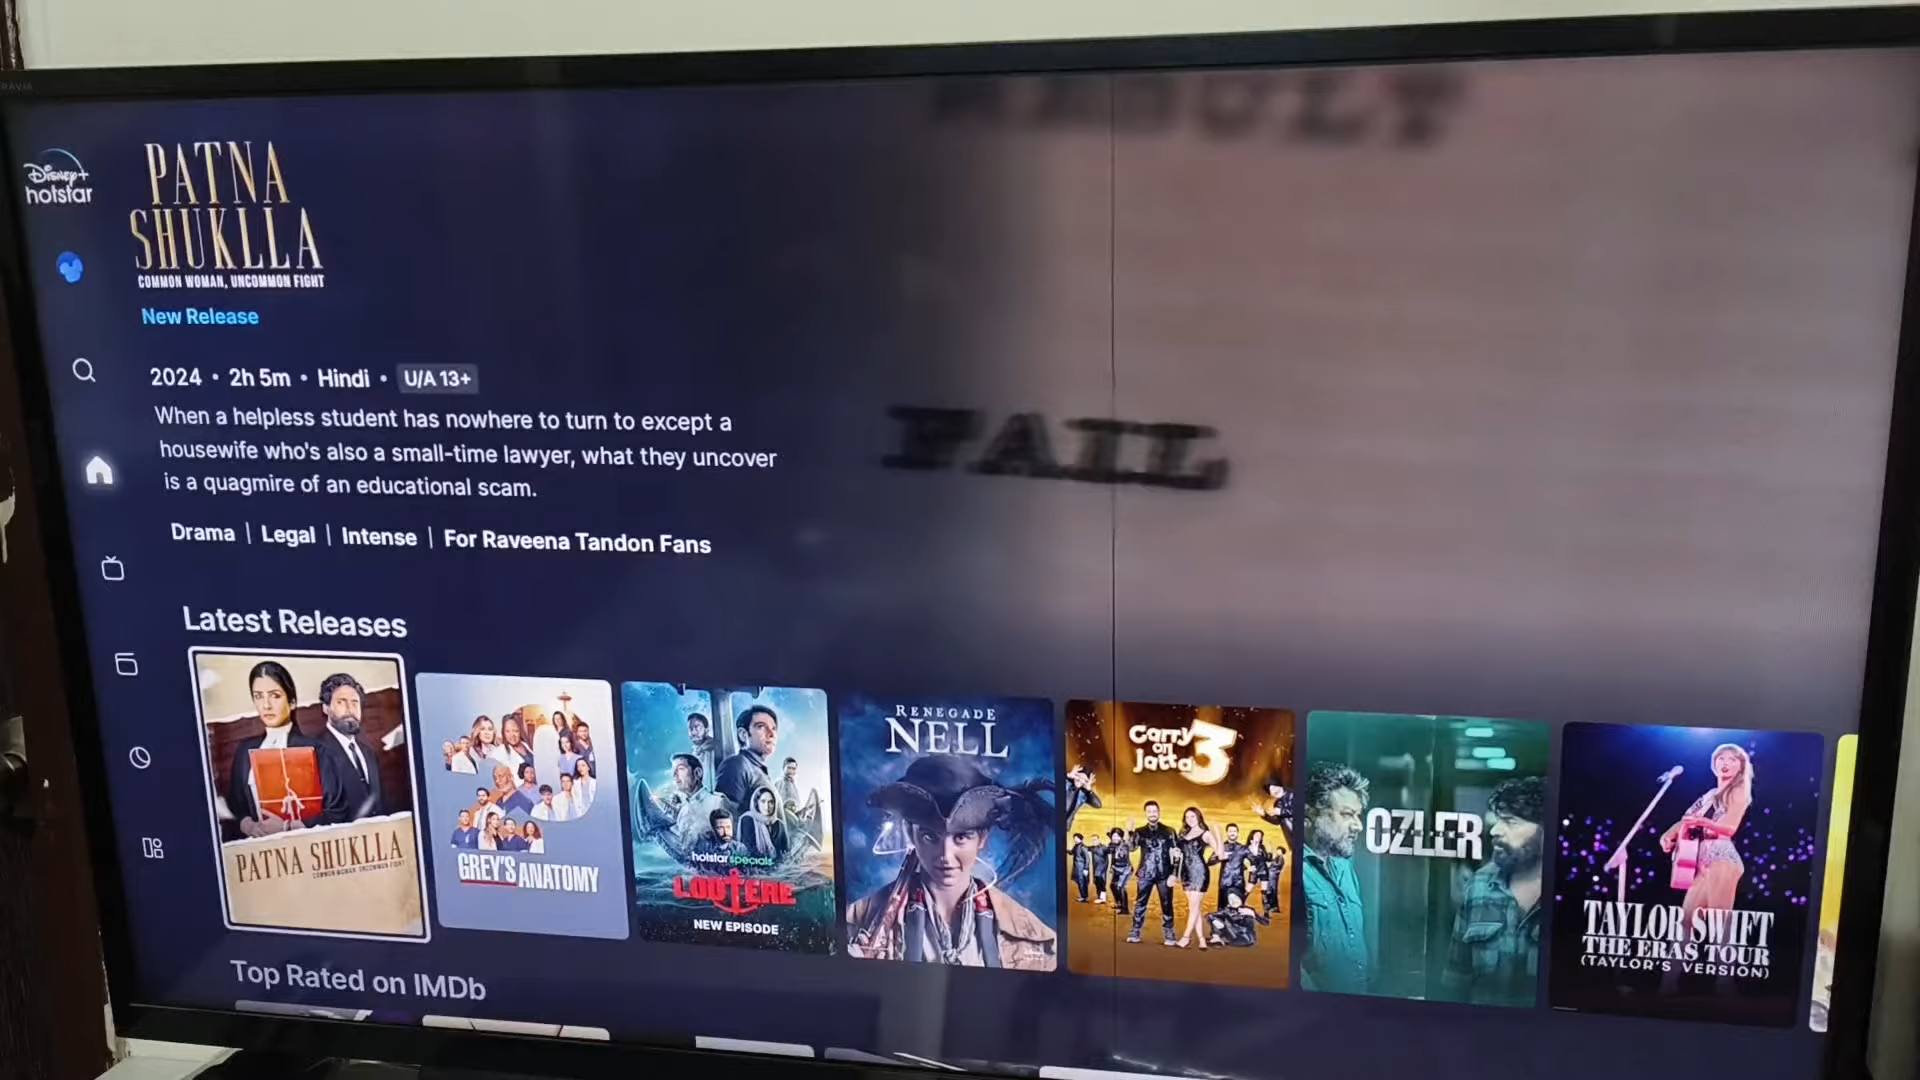 Disney+
hotstar
PATNA
SHUKLLA
COMMON WOMAN, UNCOMMON FIGHT
New Release
2024 • 2h 5m • Hindi • U/A 13+
When a helpless student has nowhere to turn to except a
housewife who's also a small-time lawyer, what they uncover
is a quagmire of an educational scam.
Drama | Legal | Intense | For Raveena Tandon Fans
FAIL
Latest Releases
PATNA SHUKLLA
COMMON WOMAN, UNCOMMON FIGHT
GREY'S ANATOMY
hotstar specials
LOOTERE
NEW EPISODE
RENEGADE
NELL
Carry
on
Jatta 3
OZLER
TAYLOR SWIFT
THE ERAS TOUR
(TAYLOR'S VERSION)
Top Rated on IMDb